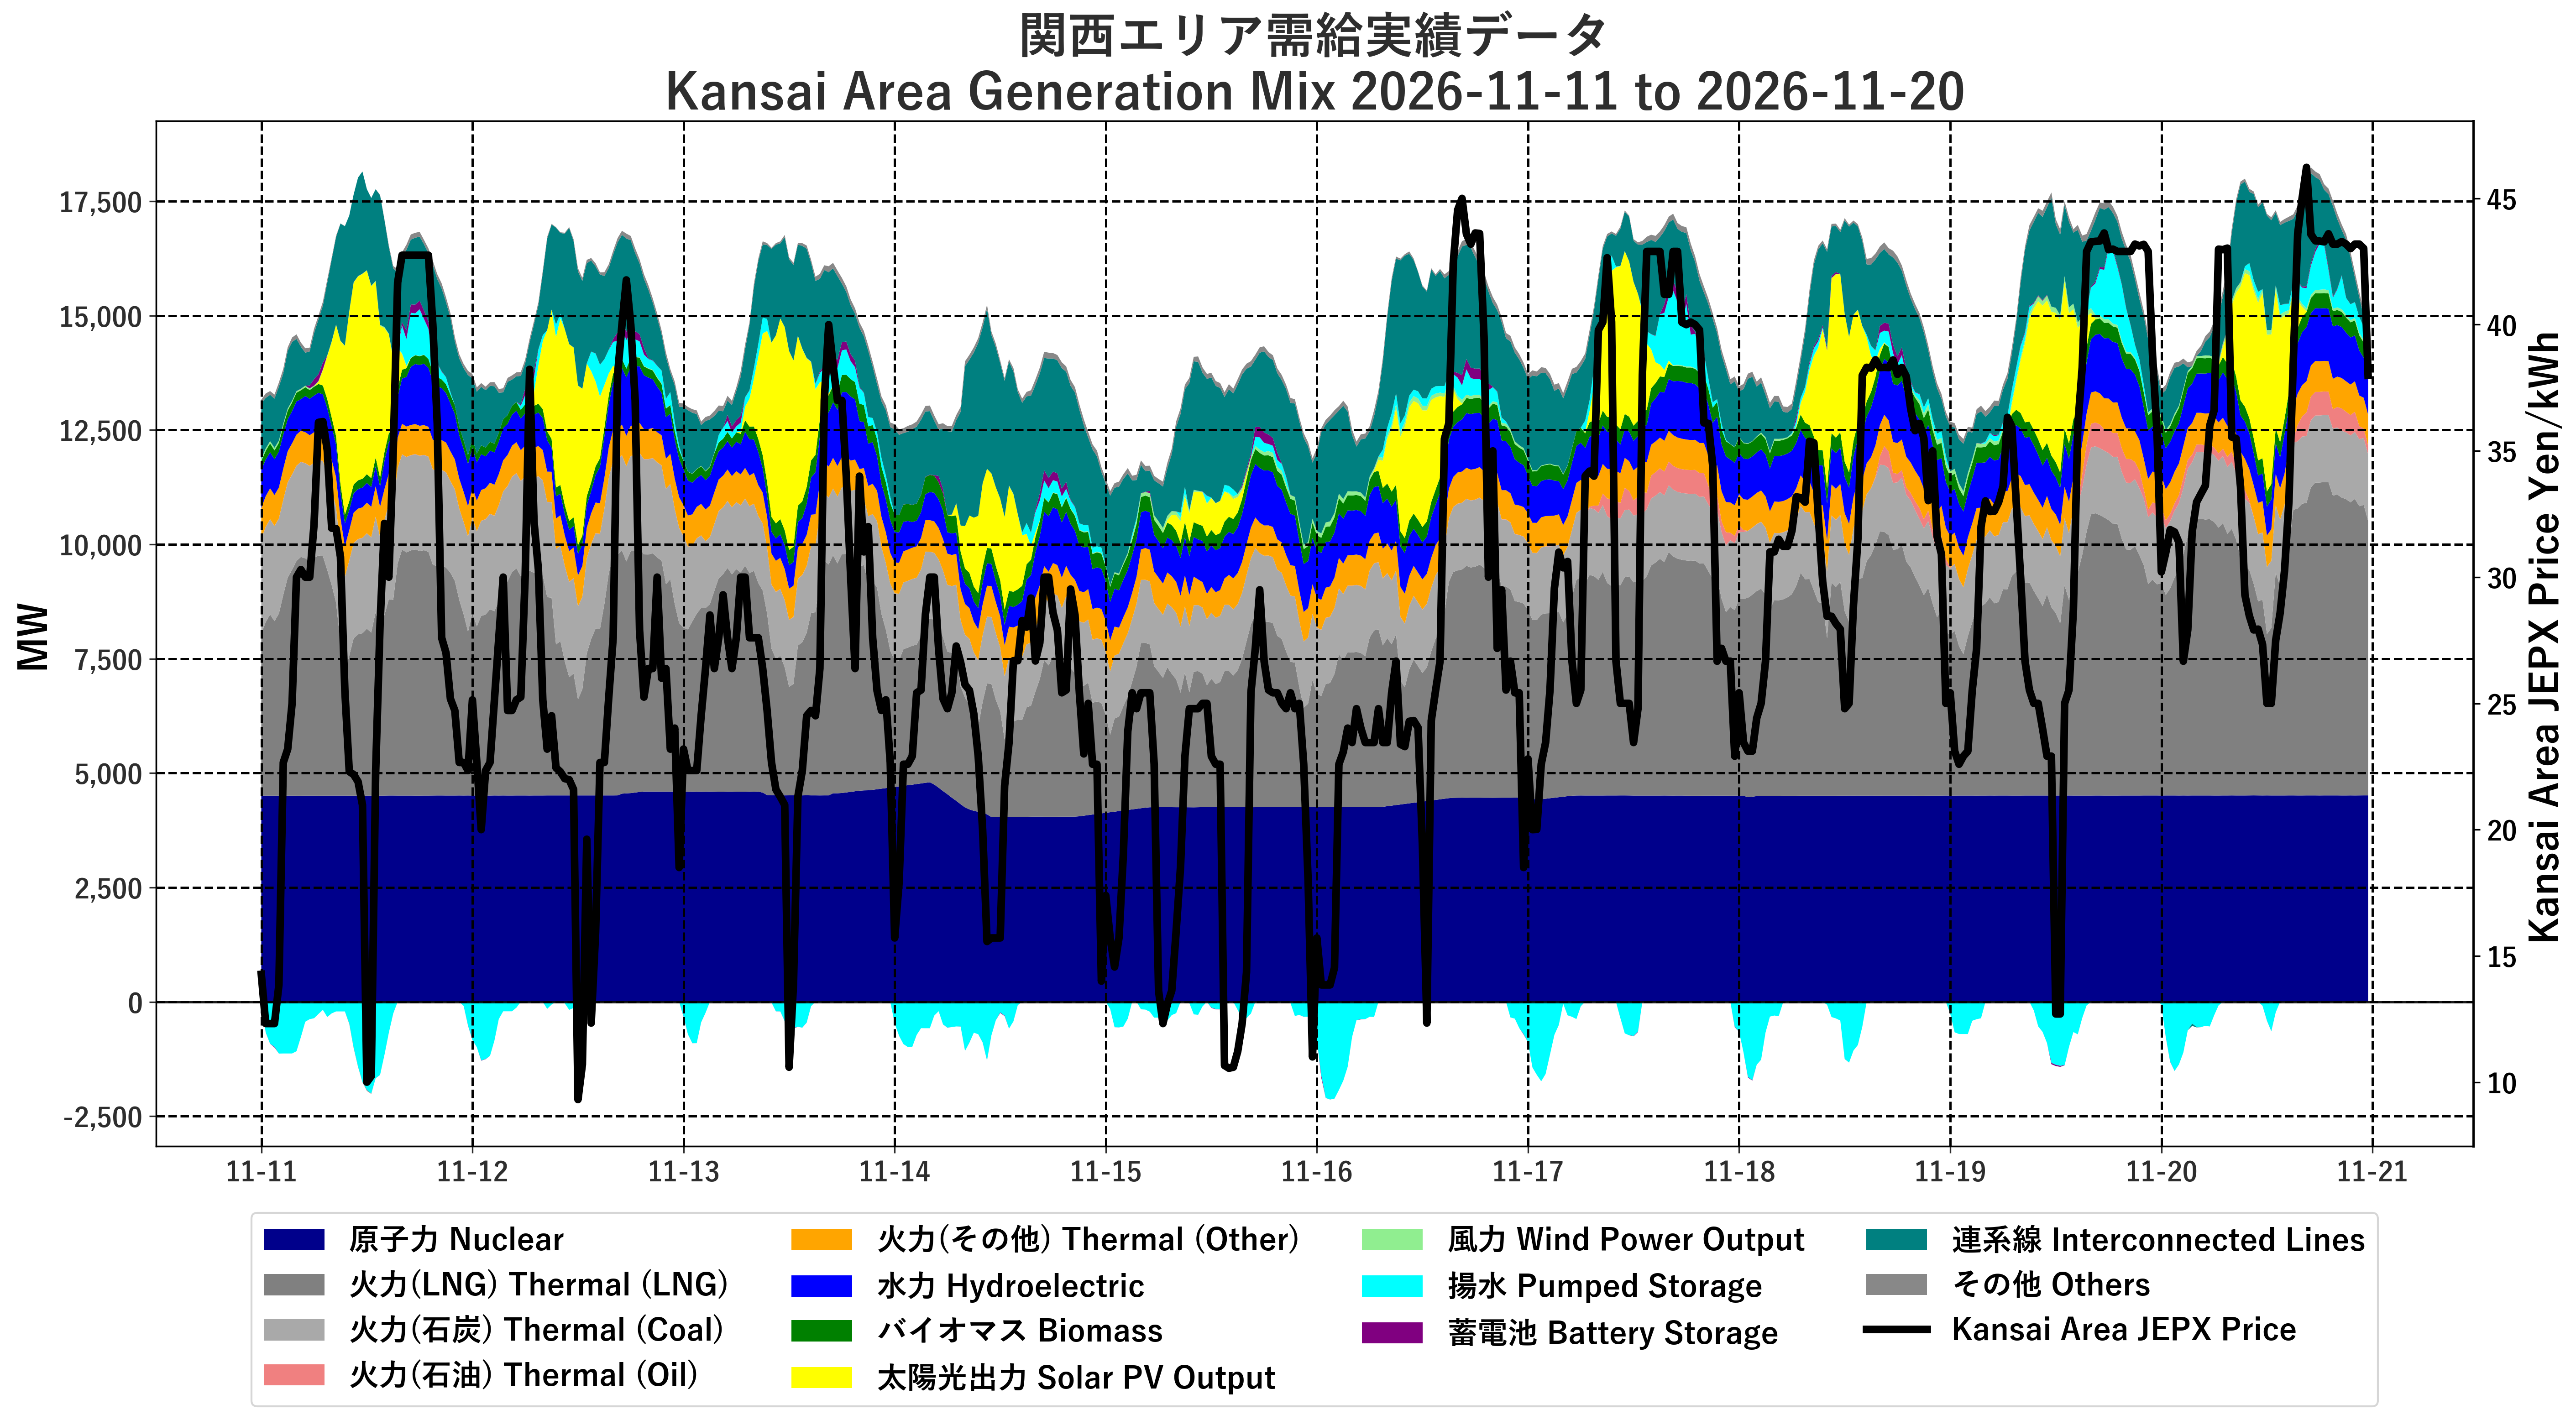 関西エリア需給実績データ
Kansai Area Generation Mix 2026-11-11 to 2026-11-20
MW
17,500
15,000
12,500
10,000
7,500
5,000
2,500
0
-2,500
45
40
35
30
25
20
15
10
Kansai Area JEPX Price Yen/kWh
11-11
11-12
11-13
11-14
11-15
11-16
11-17
11-18
11-19
11-20
11-21
原子力 Nuclear
火力(LNG) Thermal (LNG)
火力(石炭) Thermal (Coal)
火力(石油) Thermal (Oil)
火力(その他) Thermal (Other)
水力 Hydroelectric
バイオマス Biomass
太陽光出力 Solar PV Output
風力 Wind Power Output
揚水 Pumped Storage
蓄電池 Battery Storage
連系線 Interconnected Lines
その他 Others
Kansai Area JEPX Price